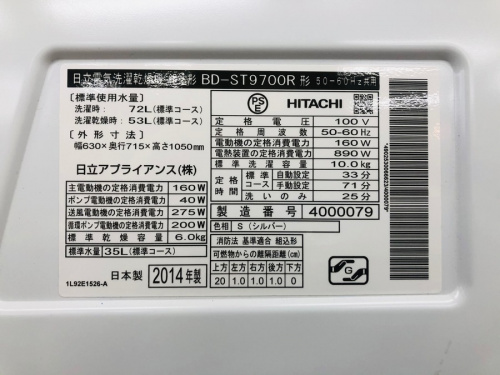 日立電気洗濯乾燥機 組込形 BD-ST9700R 形 50-60Hz共用
［標準使用水量］
洗濯時： 72L(標準コース)
洗濯乾燥時：53L(標準コース)
［外形寸法］
幅630×奥行715×高さ1050mm
日立アプライアンス(株)
主電動機の定格消費電力 160W
ポンプ電動機の定格消費電力 40W
送風電動機の定格消費電力 275W
循環ポンプ電動機の定格消費電力 200W
標準乾燥容量 6.0kg
標準水量 35L(標準コース)
日本製 2014年製
1L92E1526-A
PSE HITACHI
定格電圧 100V
定格周波数 50-60Hz
電動機の定格消費電力 160W
電熱装置の定格消費電力 890W
標準洗濯容量 10.0kg
定格時間 標準コース 自動設定 33分
手動設定 71分
洗いのみ 25分
製造番号 4000079
色相 S (シルバー)
消防法 基準適合 組込形
可燃物からの離隔距離(cm)
上方 左方 右方 前方 後方 下方
20 1.0 1.0 2.0 1.0 0
G